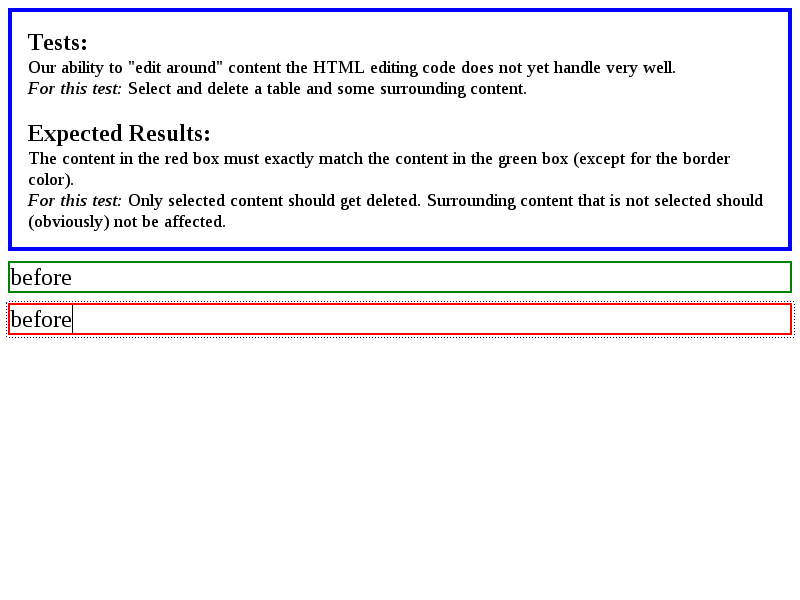 Tests:
Our ability to "edit around" content the HTML editing code does not yet handle very well.
For this test: Select and delete a table and some surrounding content.
Expected Results:
The content in the red box must exactly match the content in the green box (except for the border
color).
For this test: Only selected content should get deleted. Surrounding content that is not selected should
(obviously) not be affected.
before
before